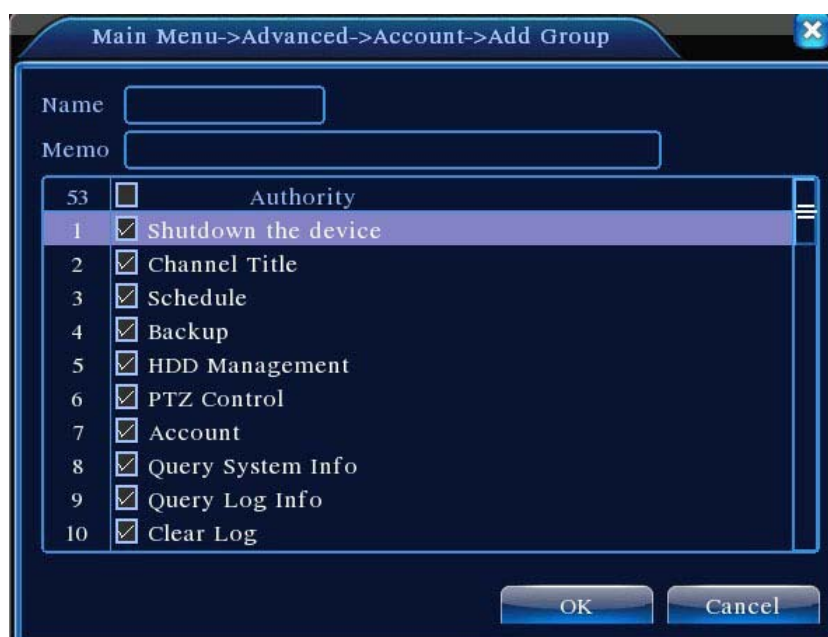 Main Menu->Advanced->Account->Add Group
Name
Memo
53 Authority
1 Shutdown the device
2 Channel Title
3 Schedule
4 Backup
5 HDD Management
6 PTZ Control
7 Account
8 Query System Info
9 Query Log Info
10 Clear Log
OK Cancel